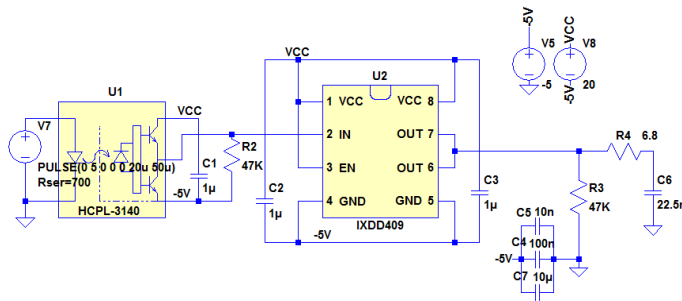 -5V
V5
VCC
V8
-5
-5V
20
U1
VCC
VCC
U2
V7
1 VCC
VCC 8
2 IN
OUT 7
R4
6.8
PULSE(0 5 0 0 0 20u 50u)
Rser=700
R2
47K
C1
1µ
3 EN
OUT 6
-5V
HCPL-3140
C2
1µ
4 GND
GND 5
C3
1µ
R3
47K
C6
IXDD409
-5V
C5 10n
C4
100n
-5V
C7
10µ